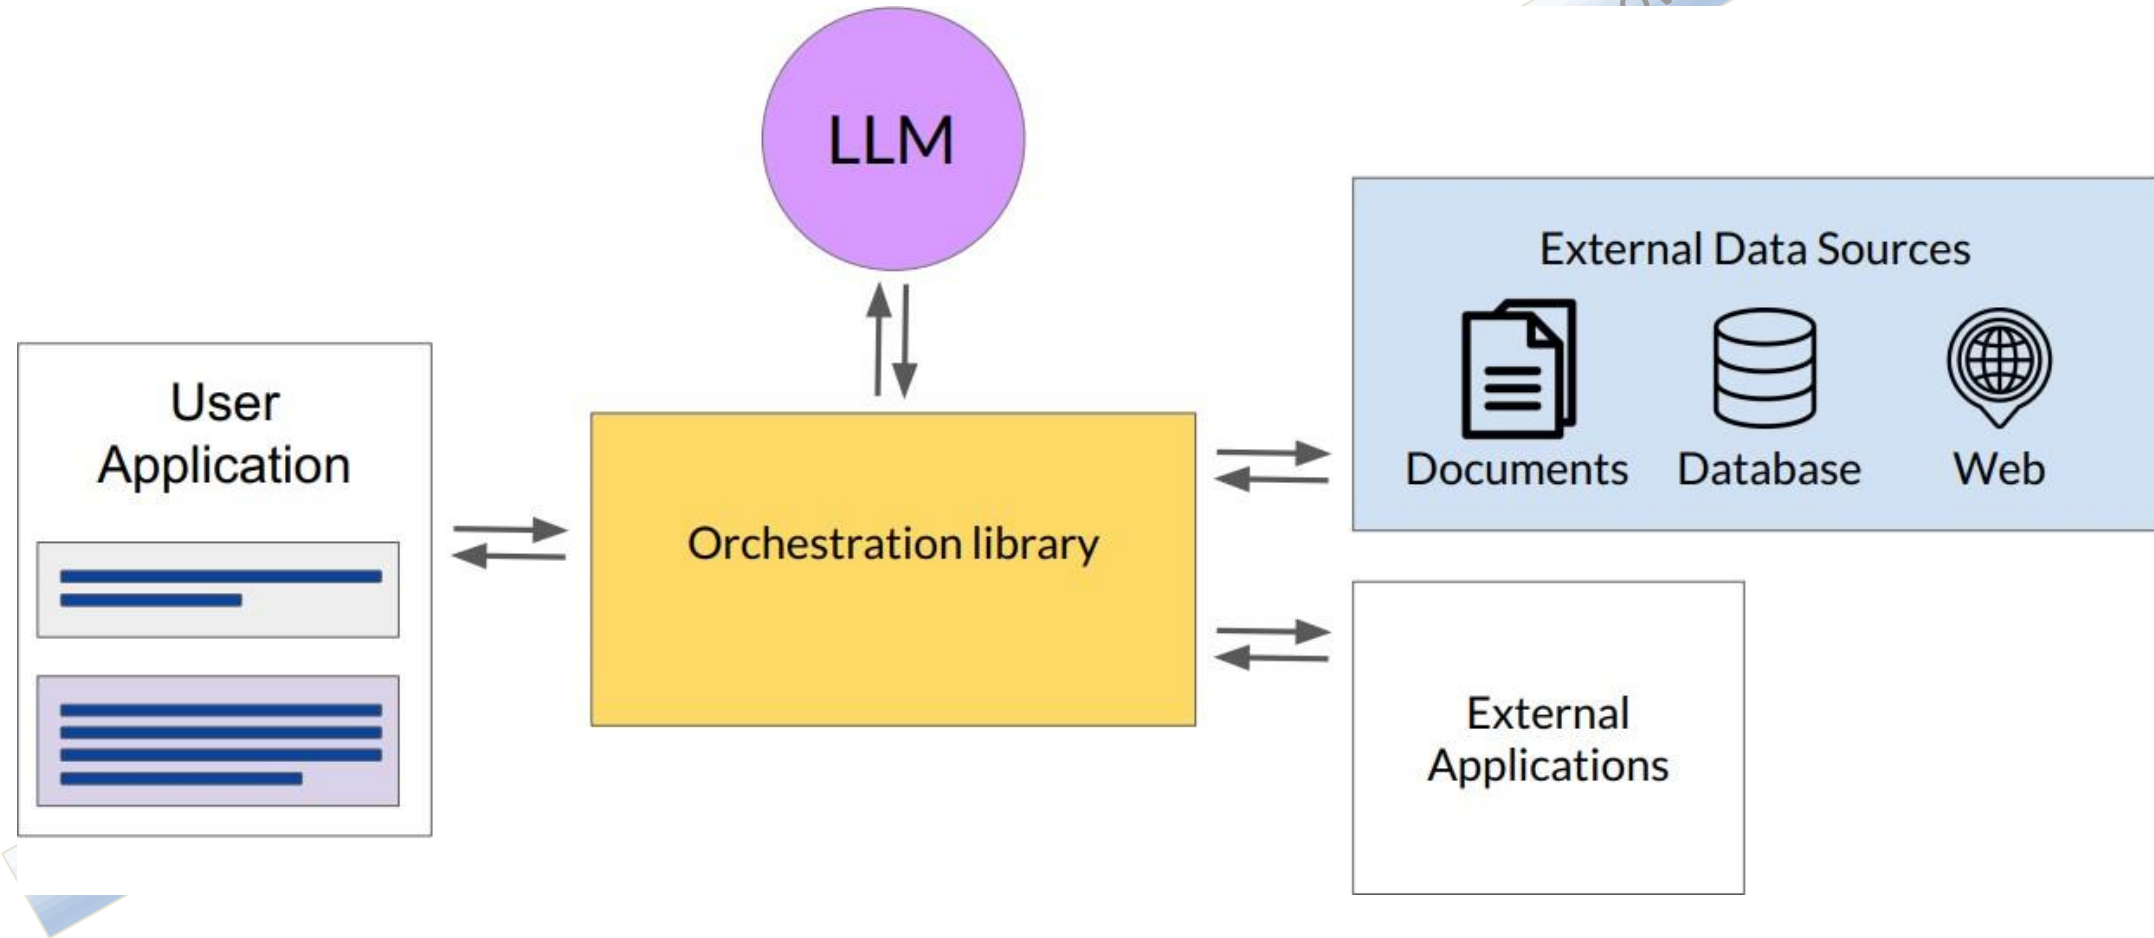 LLM
External Data Sources
Documents Database Web
User
Application
Orchestration library
External
Applications